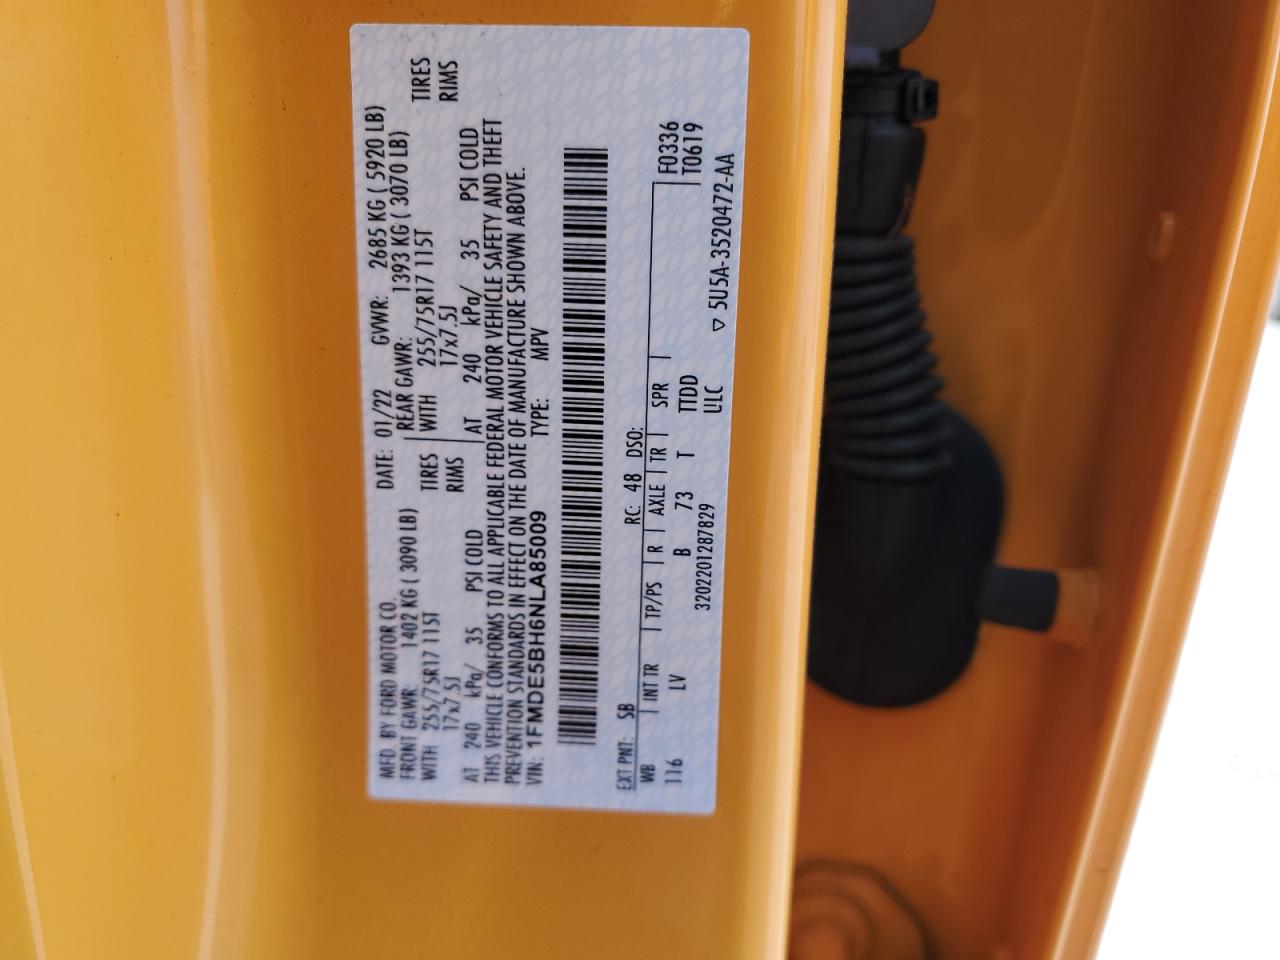 MFD. BY FORD MOTOR CO. DATE: 01/22 GVWR: 2685 KG ( 5920 LB)
FRONT GAWR: 1402 KG ( 3090 LB) REAR GAWR: 1393 KG ( 3070 LB)
WITH 255/75R17 115T TIRES WITH 255/75R17 115T TIRES
17x7.5J RIMS 17x7.5J RIMS
AT 240 kPa/ 35 PSI COLD AT 240 kPa/ 35 PSI COLD
THIS VEHICLE CONFORMS TO ALL APPLICABLE FEDERAL MOTOR VEHICLE SAFETY AND THEFT
PREVENTION STANDARDS IN EFFECT ON THE DATE OF MANUFACTURE SHOWN ABOVE.
VIN: 1FMDE5BH6NLA85009 TYPE: MPV
EXT PNT: SB RC: 48 DSO: F0336
WB INT TR TP/PS R AXLE TR SPR T0619
116 LV B 73 T TTDD
3202201287829 ULC
▽ 5U5A-3520472-AA